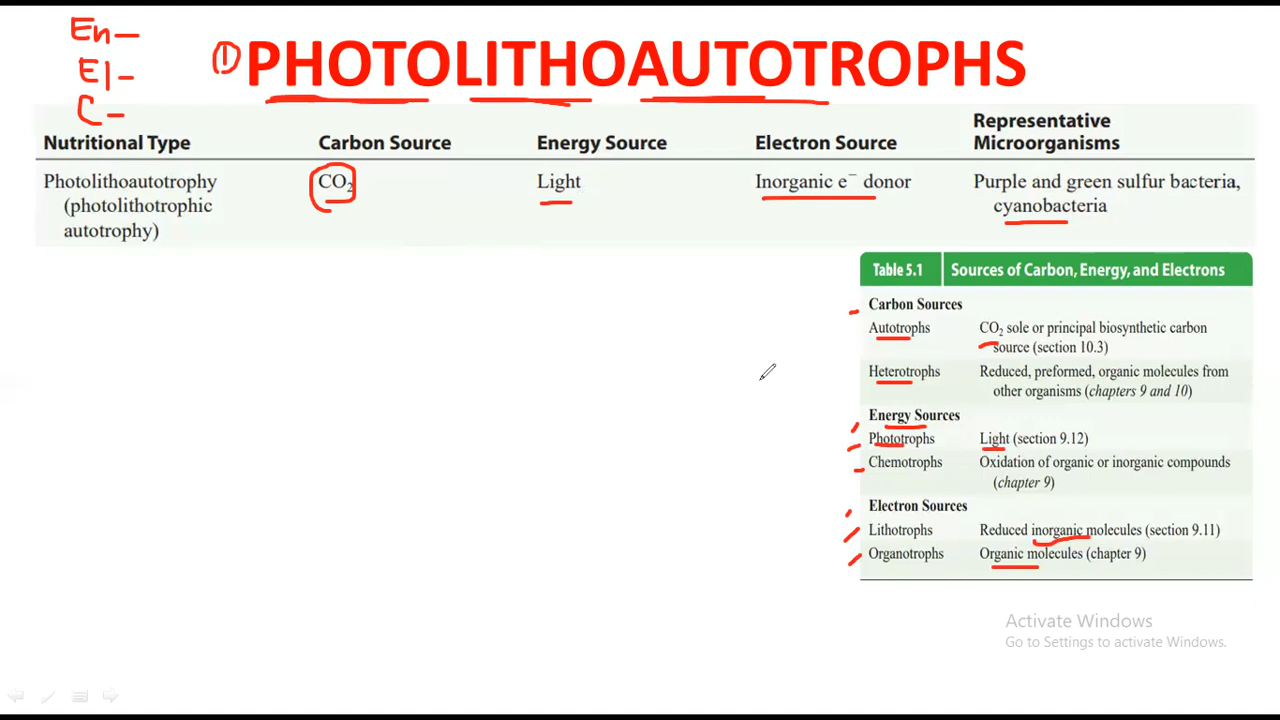 En-
El-
C-
① PHOTOLITHOAUTOTROPHS
Nutritional Type Carbon Source Energy Source Electron Source Representative Microorganisms
Photolithoautotrophy (photolithotrophic autotrophy) CO₂ Light Inorganic e⁻ donor Purple and green sulfur bacteria, cyanobacteria
Table 5.1 Sources of Carbon, Energy, and Electrons
Carbon Sources
Autotrophs CO₂ sole or principal biosynthetic carbon
source (section 10.3)
Heterotrophs Reduced, preformed, organic molecules from
other organisms (chapters 9 and 10)
Energy Sources
Phototrophs Light (section 9.12)
Chemotrophs Oxidation of organic or inorganic compounds
(chapter 9)
Electron Sources
Lithotrophs Reduced inorganic molecules (section 9.11)
Organotrophs Organic molecules (chapter 9)
Activate Windows
Go to Settings to activate Windows.